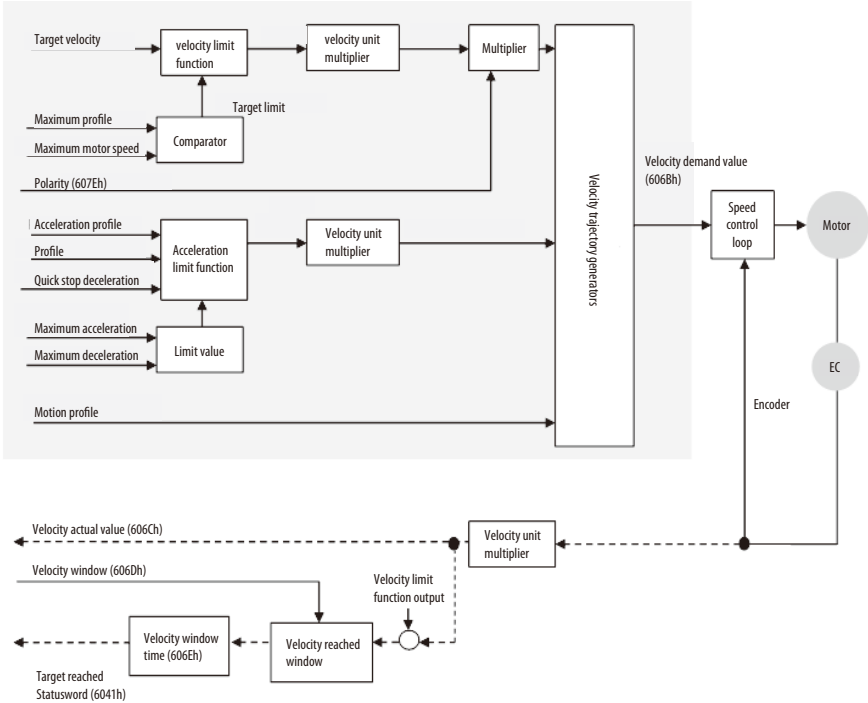 Target velocity
velocity limit
function
velocity unit
multiplier
Multiplier
Target limit
Maximum profile
Maximum motor speed
Comparator
Polarity (607Eh)
Velocity trajectory generators
Velocity demand value
(606Bh)
Speed
control
loop
Motor
Acceleration profile
Profile
Quick stop deceleration
Acceleration
limit function
Velocity unit
multiplier
Maximum acceleration
Maximum deceleration
Limit value
EC
Encoder
Motion profile
Velocity actual value (606Ch)
Velocity unit
multiplier
Velocity window (606Dh)
Velocity limit
function output
Velocity window
time (606Eh)
Velocity reached
window
Target reached
Statusword (6041h)